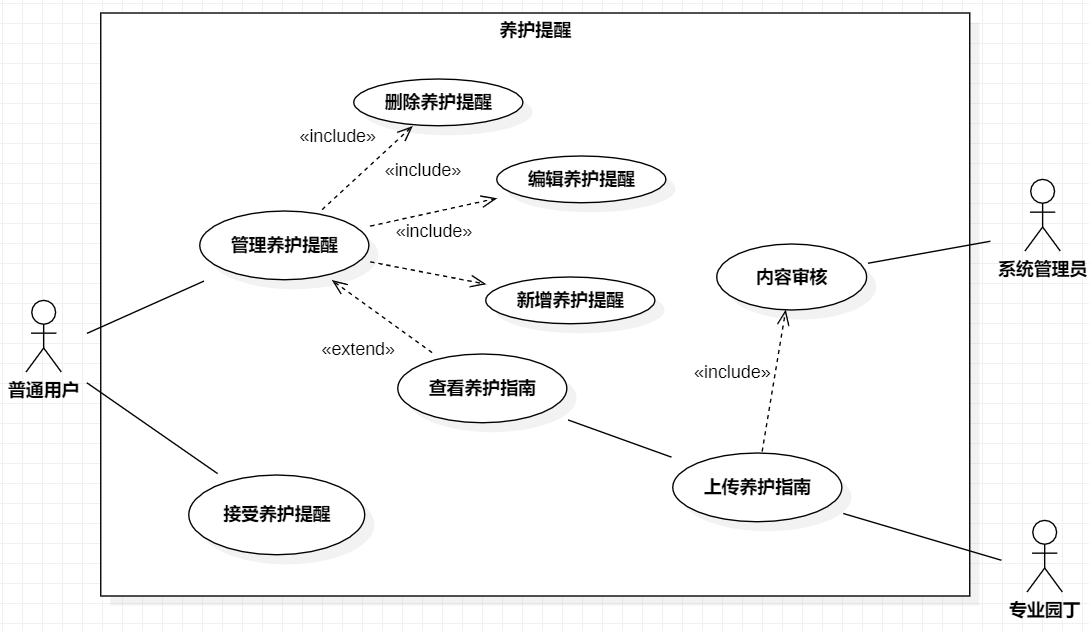 养护提醒
删除养护提醒
«include»
«include»
编辑养护提醒
«include»
管理养护提醒
内容审核
系统管理员
新增养护提醒
«extend»
«include»
普通用户
查看养护指南
上传养护指南
接受养护提醒
专业园丁